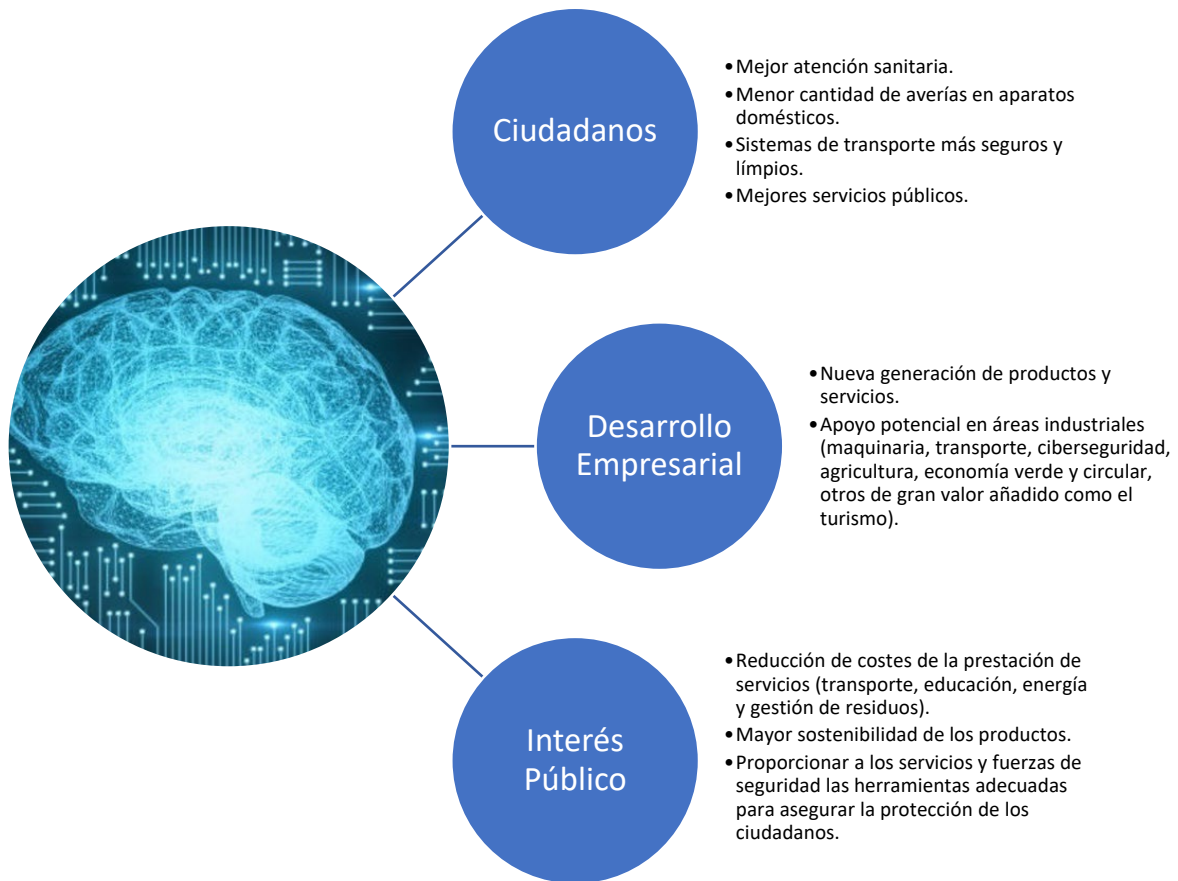 Ciudadanos
•Mejor atención sanitaria.
•Menor cantidad de averías en aparatos
domésticos.
•Sistemas de transporte más seguros y
límpios.
•Mejores servicios públicos.
Desarrollo
Empresarial
•Nueva generación de productos y
servicios.
•Apoyo potencial en áreas industriales
(maquinaria, transporte, ciberseguridad,
agricultura, economía verde y circular,
otros de gran valor añadido como el
turismo).
Interés
Público
•Reducción de costes de la prestación de
servicios (transporte, educación, energía
y gestión de residuos).
•Mayor sostenibilidad de los productos.
•Proporcionar a los servicios y fuerzas de
seguridad las herramientas adecuadas
para asegurar la protección de los
ciudadanos.